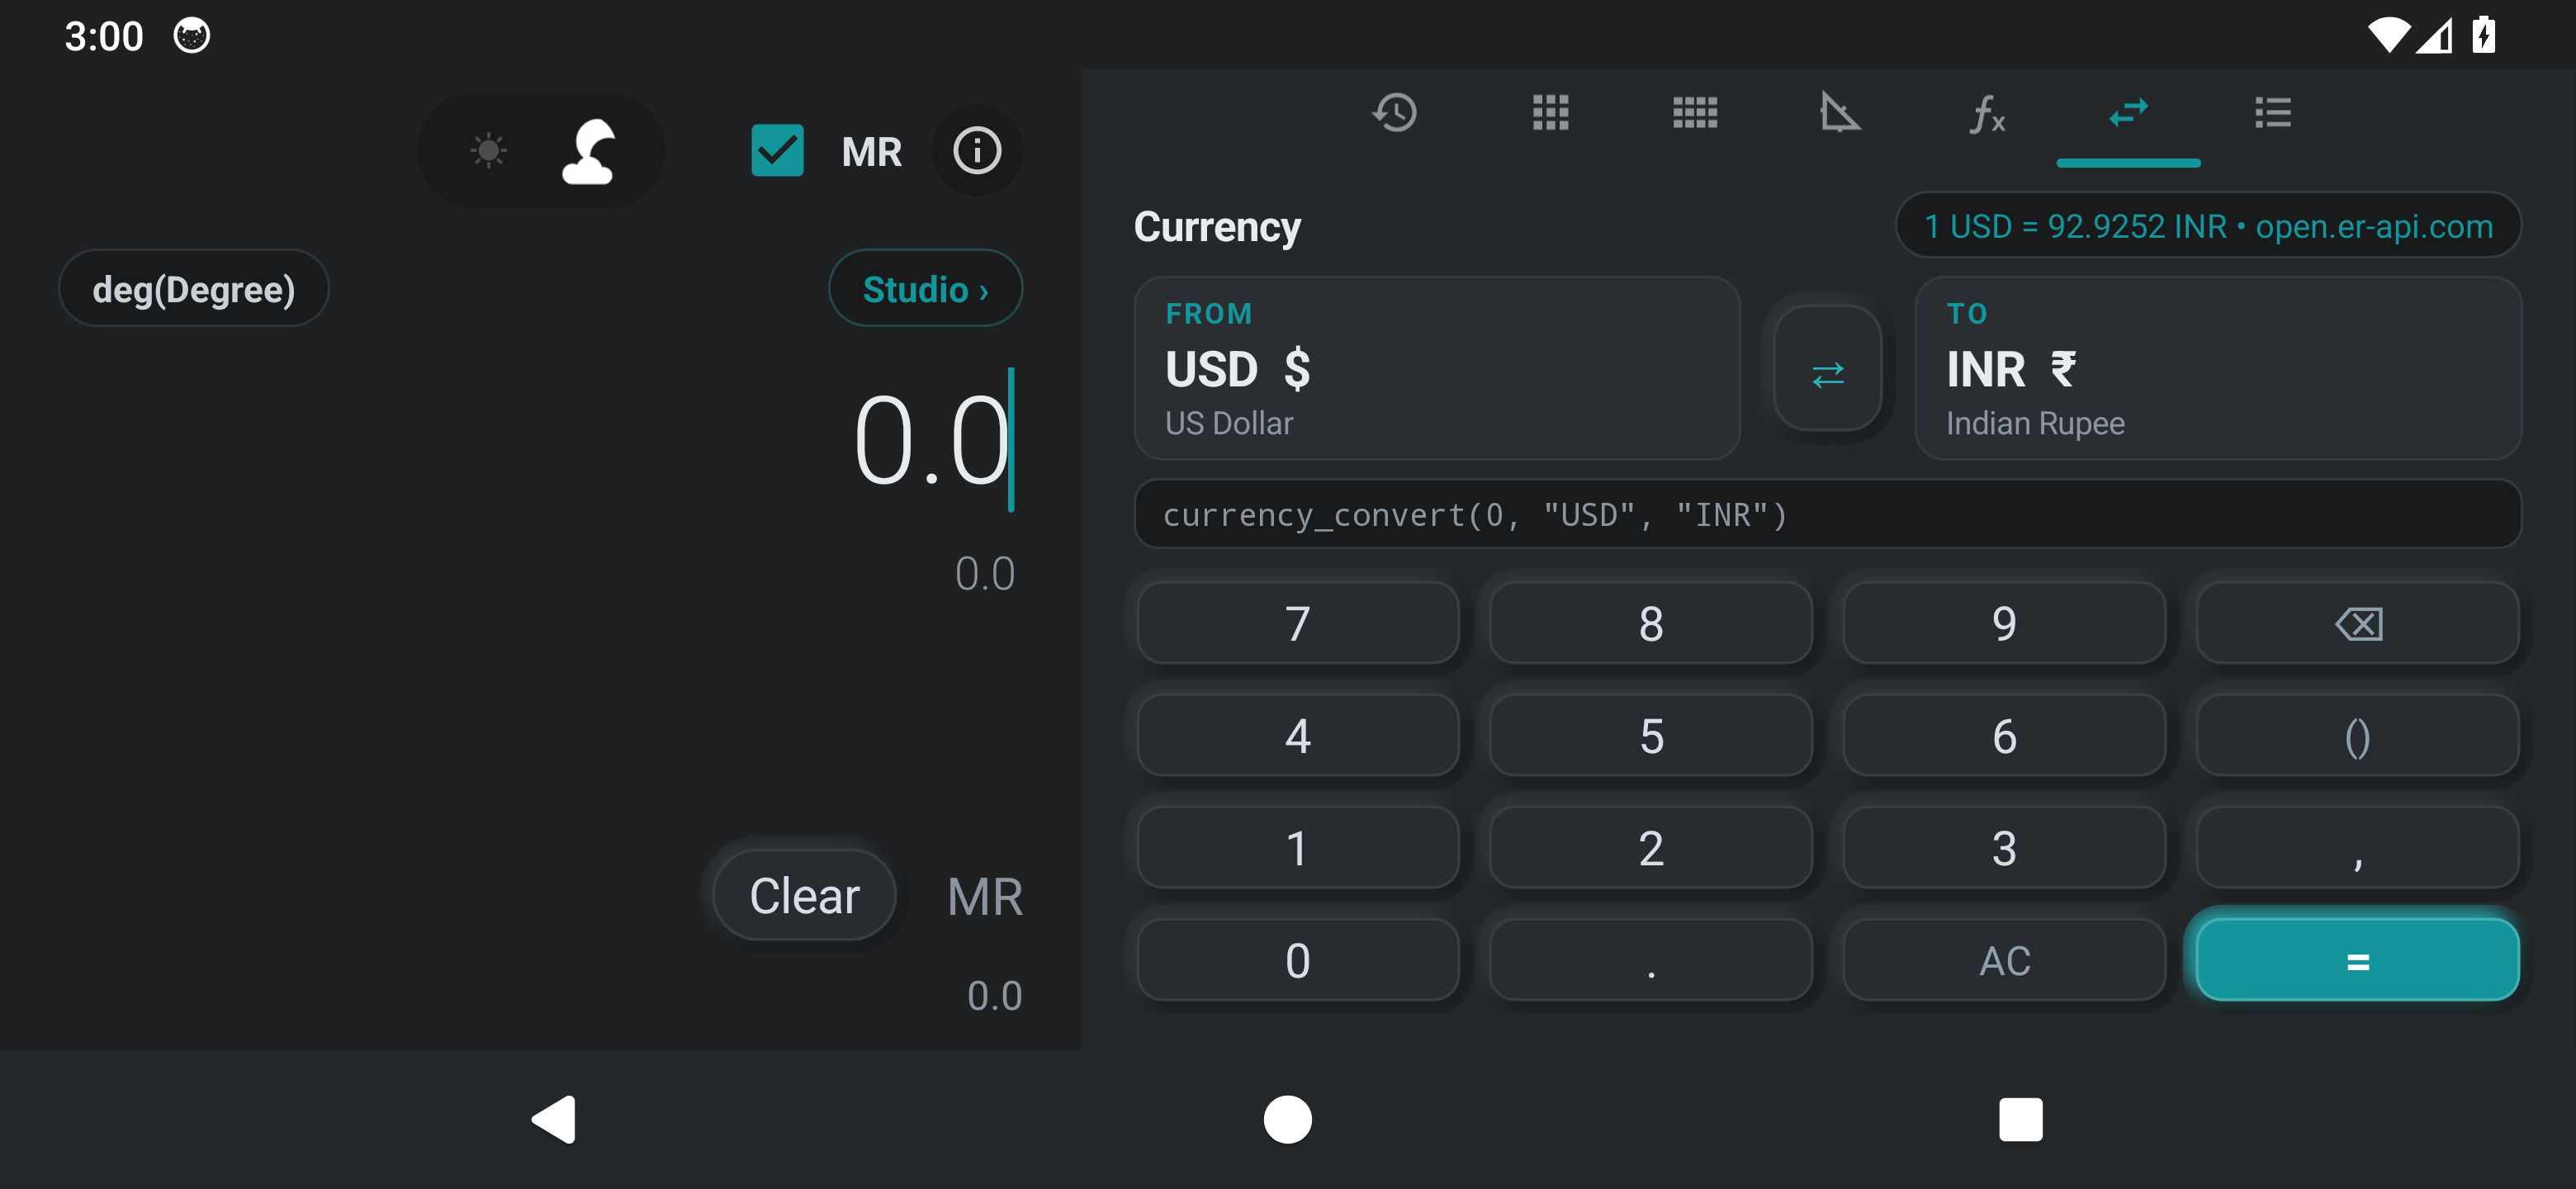 3:00
MR
deg(Degree)
Studio ›
0.0
0.0
Clear
MR
0.0
fx
Currency
1 USD = 92.9252 INR • open.er-api.com
FROM
USD $
US Dollar
⇄
TO
INR ₹
Indian Rupee
currency_convert(0, "USD", "INR")
7 8 9 ⌫
4 5 6 ()
1 2 3 ,
0 . AC =